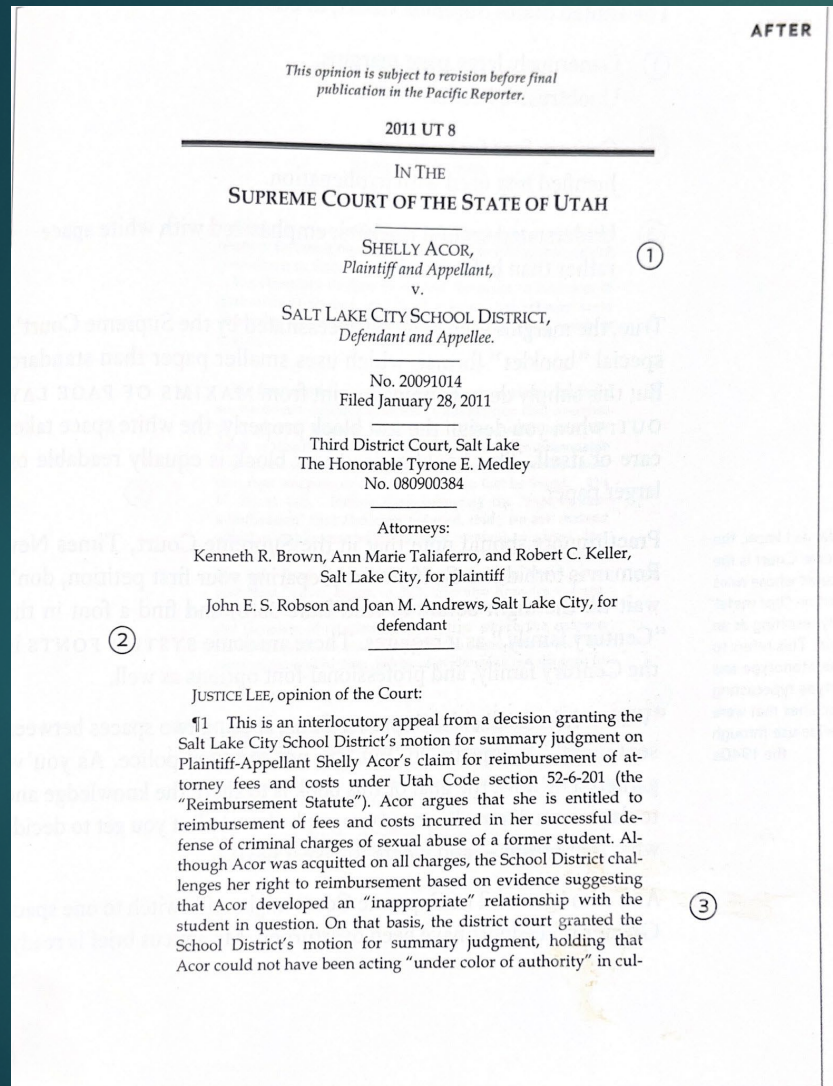 AFTER
This opinion is subject to revision before final
publication in the Pacific Reporter.
2011 UT 8
IN THE
SUPREME COURT OF THE STATE OF UTAH
SHELLY ACOR,
①
Plaintiff and Appellant,
v.
SALT LAKE CITY SCHOOL DISTRICT,
Defendant and Appellee.
No. 20091014
Filed January 28, 2011
Third District Court, Salt Lake
The Honorable Tyrone E. Medley
No. 080900384
Attorneys:
Kenneth R. Brown, Ann Marie Taliaferro and Robert C. Keller,
Salt Lake City, for plaintiff
John E. S. Robson and Joan M. Andrews, Salt Lake City, for
defendant
②
JUSTICE LEE, opinion of the Court:
¶1 This is an interlocutory appeal from a decision granting the
Salt Lake City School District's motion for summary judgment on
Plaintiff-Appellant Shelly Acor's claim for reimbursement of at-
torney fees and costs under Utah Code section 52-6-201 (the
“Reimbursement Statute”). Acor argues that she is entitled to
reimbursement of fees and costs incurred in her successful de-
fense of criminal charges of sexual abuse of a former student. Al-
though Acor was acquitted on all charges, the School District chal-
lenges her right to reimbursement based on evidence suggesting
that Acor developed an “inappropriate” relationship with the
③
student in question. On that basis, the district court granted the
School District's motion for summary judgment, holding that
Acor could not have been acting “under color of authority” in cul-